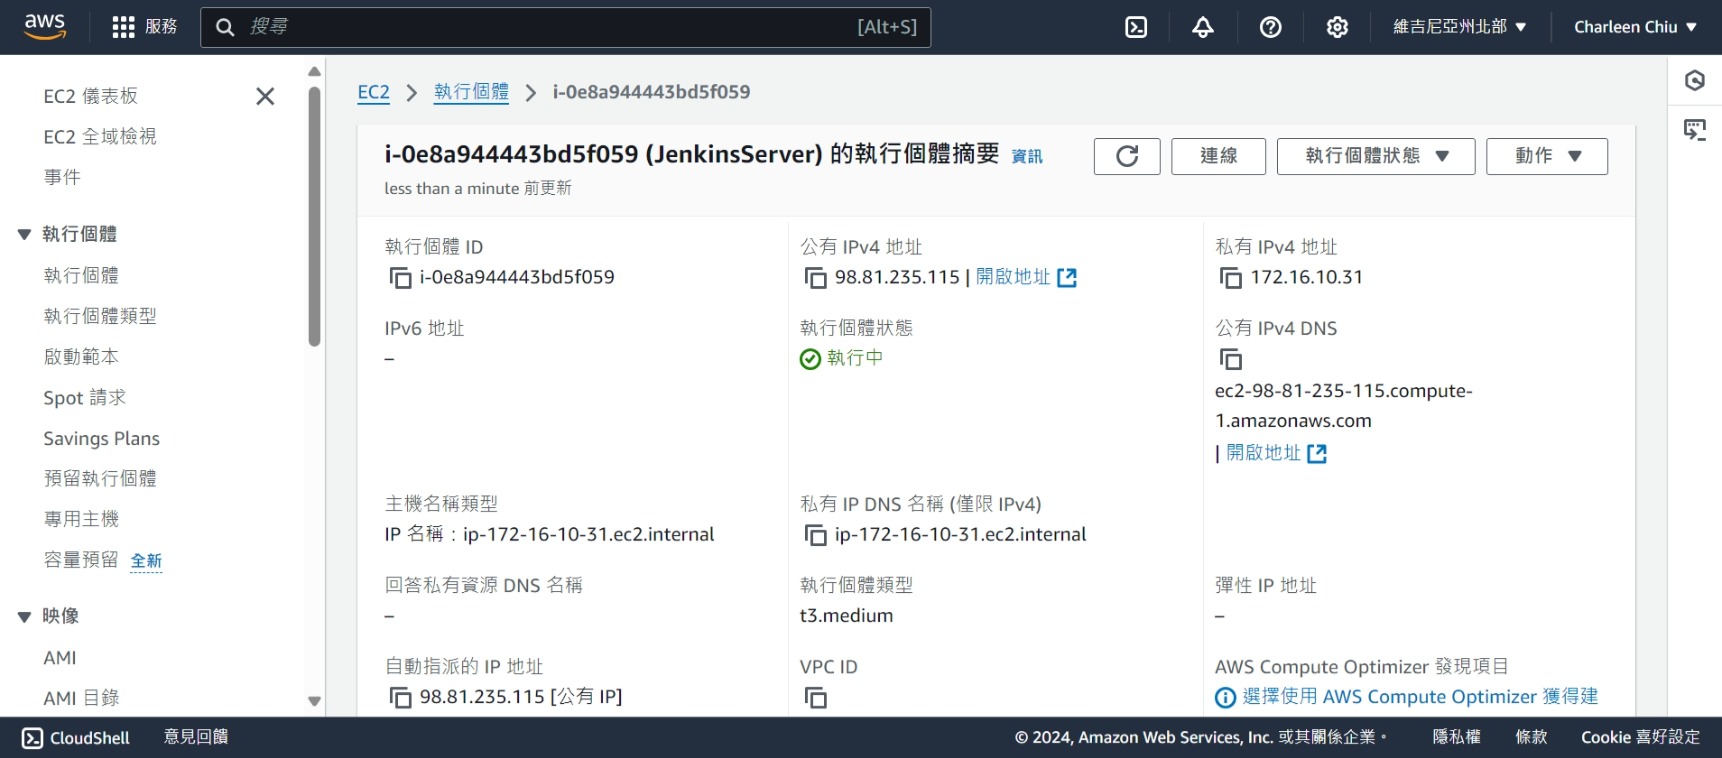 aws
服務
搜尋
[Alt+S]
維吉尼亞州北部 ▼
Charleen Chiu ▼
EC2 儀表板
EC2 全域檢視
事件
▼ 執行個體
執行個體
執行個體類型
啟動範本
Spot 請求
Savings Plans
預留執行個體
專用主機
容量預留 全新
▼ 映像
AMI
AMI 目錄
EC2 > 執行個體 > i-0e8a944443bd5f059
i-0e8a944443bd5f059 (JenkinsServer) 的執行個體摘要 資訊
less than a minute 前更新
連線
執行個體狀態 ▼
動作 ▼
執行個體 ID
i-0e8a944443bd5f059
公有 IPv4 地址
98.81.235.115 | 開啟地址
私有 IPv4 地址
172.16.10.31
IPv6 地址
–
執行個體狀態
執行中
公有 IPv4 DNS
ec2-98-81-235-115.compute-
1.amazonaws.com
| 開啟地址
主機名稱類型
IP 名稱：ip-172-16-10-31.ec2.internal
私有 IP DNS 名稱 (僅限 IPv4)
ip-172-16-10-31.ec2.internal
回答私有資源 DNS 名稱
–
執行個體類型
t3.medium
彈性 IP 地址
–
自動指派的 IP 地址
98.81.235.115 [公有 IP]
VPC ID
AWS Compute Optimizer 發現項目
選擇使用 AWS Compute Optimizer 獲得建
CloudShell
意見回饋
© 2024, Amazon Web Services, Inc. 或其關係企業。
隱私權
條款
Cookie 喜好設定